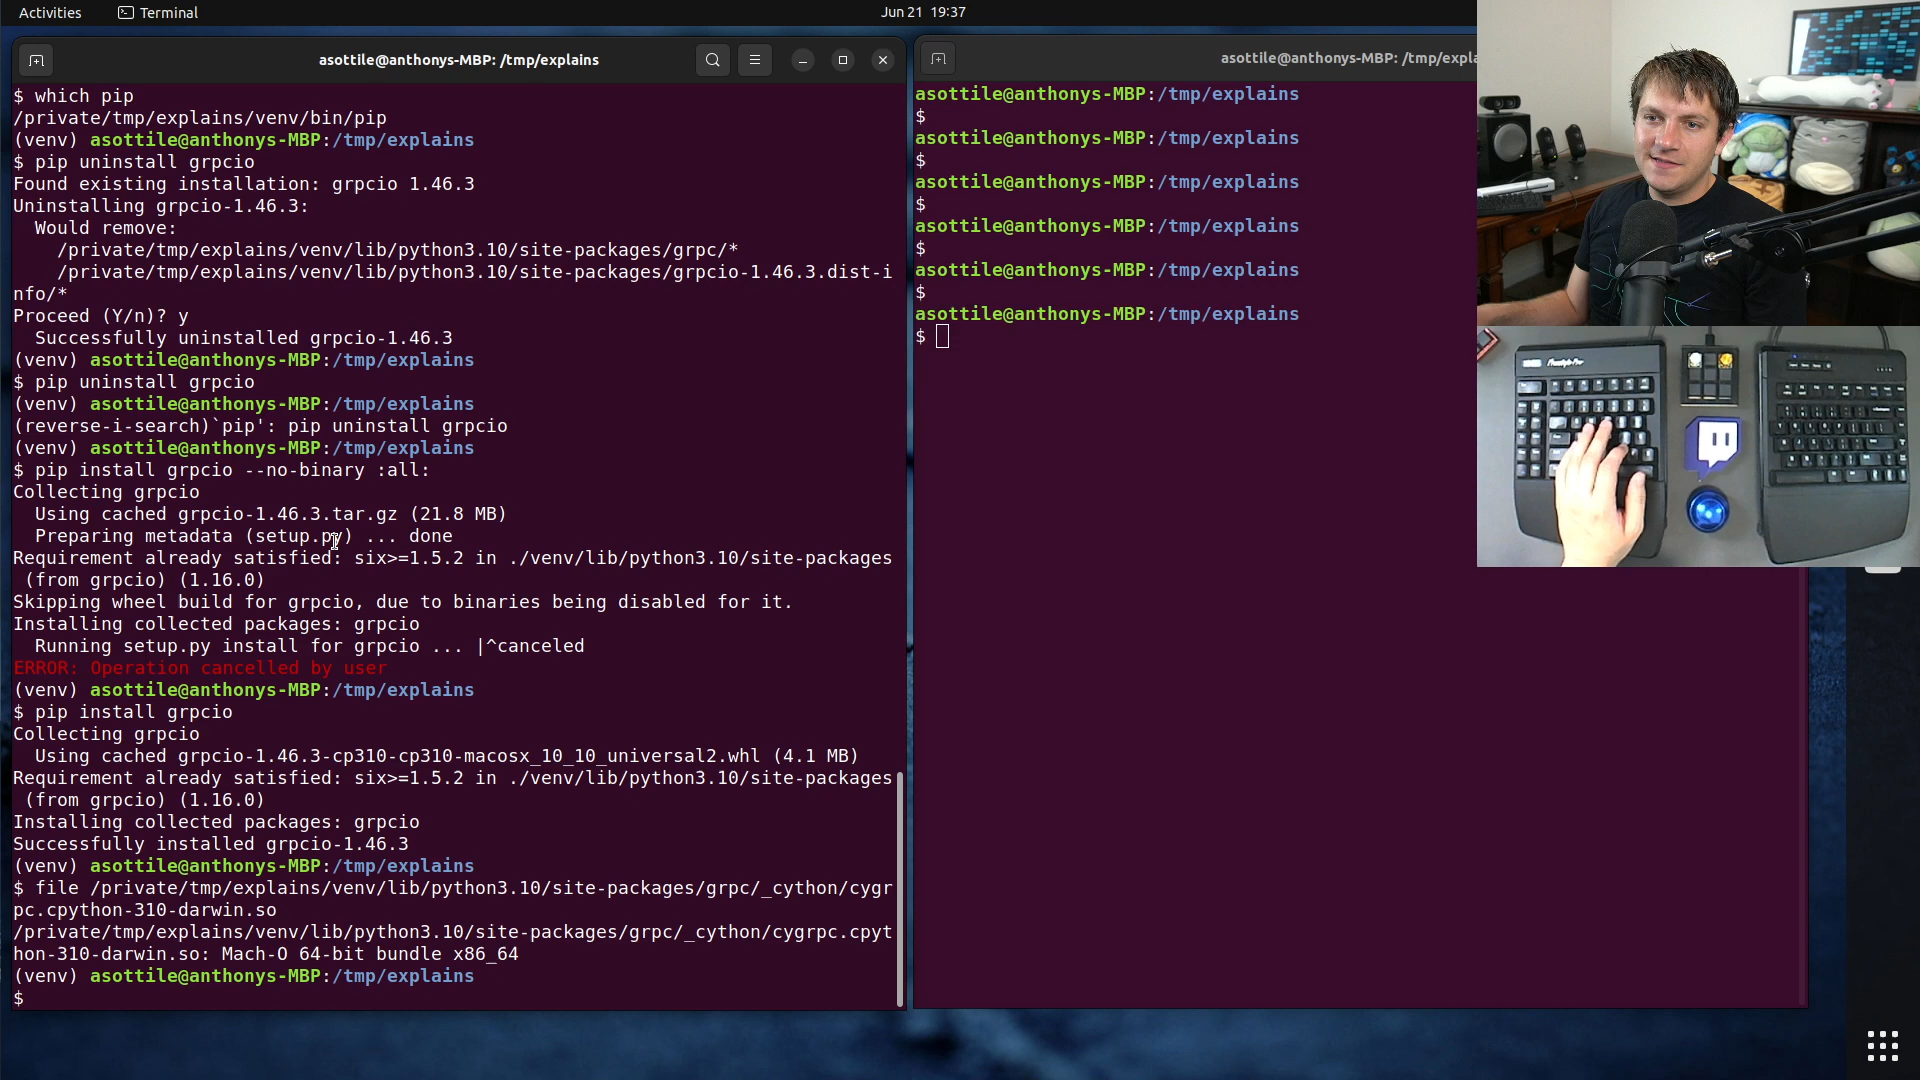 Activities
Terminal
Jun 21 19:37
asottile@anthonys-MBP: /tmp/explains
$ which pip
/private/tmp/explains/venv/bin/pip
(venv) asottile@anthonys-MBP:/tmp/explains
$ pip uninstall grpcio
Found existing installation: grpcio 1.46.3
Uninstalling grpcio-1.46.3:
  Would remove:
    /private/tmp/explains/venv/lib/python3.10/site-packages/grpc/*
    /private/tmp/explains/venv/lib/python3.10/site-packages/grpcio-1.46.3.dist-i
nfo/*
Proceed (Y/n)? y
  Successfully uninstalled grpcio-1.46.3
(venv) asottile@anthonys-MBP:/tmp/explains
$ pip uninstall grpcio
(venv) asottile@anthonys-MBP:/tmp/explains
(reverse-i-search)`pip': pip uninstall grpcio
(venv) asottile@anthonys-MBP:/tmp/explains
$ pip install grpcio --no-binary :all:
Collecting grpcio
  Using cached grpcio-1.46.3.tar.gz (21.8 MB)
  Preparing metadata (setup.py) ... done
Requirement already satisfied: six>=1.5.2 in ./venv/lib/python3.10/site-packages
 (from grpcio) (1.16.0)
Skipping wheel build for grpcio, due to binaries being disabled for it.
Installing collected packages: grpcio
  Running setup.py install for grpcio ... |^canceled
ERROR: Operation cancelled by user
(venv) asottile@anthonys-MBP:/tmp/explains
$ pip install grpcio
Collecting grpcio
  Using cached grpcio-1.46.3-cp310-cp310-macosx_10_10_universal2.whl (4.1 MB)
Requirement already satisfied: six>=1.5.2 in ./venv/lib/python3.10/site-packages
 (from grpcio) (1.16.0)
Installing collected packages: grpcio
Successfully installed grpcio-1.46.3
(venv) asottile@anthonys-MBP:/tmp/explains
$ file /private/tmp/explains/venv/lib/python3.10/site-packages/grpc/_cython/cygr
pc.cpython-310-darwin.so
/private/tmp/explains/venv/lib/python3.10/site-packages/grpc/_cython/cygrpc.cpyt
hon-310-darwin.so: Mach-O 64-bit bundle x86_64
(venv) asottile@anthonys-MBP:/tmp/explains
$
asottile@anthonys-MBP: /tmp/expla
asottile@anthonys-MBP:/tmp/explains
$
asottile@anthonys-MBP:/tmp/explains
$
asottile@anthonys-MBP:/tmp/explains
$
asottile@anthonys-MBP:/tmp/explains
$
asottile@anthonys-MBP:/tmp/explains
$
asottile@anthonys-MBP:/tmp/explains
$